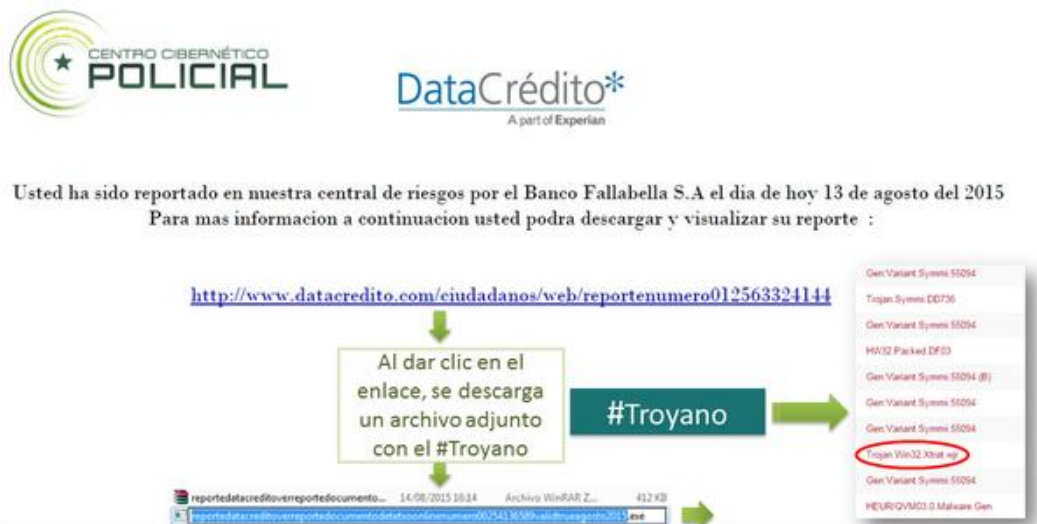 CENTRO CIBERNÉTICO
POLICIAL
DataCrédito*
A part of Experian
Usted ha sido reportado en nuestra central de riesgos por el Banco Fallabella S.A el dia de hoy 13 de agosto del 2015
Para mas informacion a continuacion usted podra descargar y visualizar su reporte :
http://www.datacredito.com/ciudadanos/web/reportenumero012563324144
Al dar clic en el
enlace, se descarga
un archivo adjunto
con el #Troyano
#Troyano
Gen:Variant.Symmi.55094
Trojan.Symmi.DD736
Gen:Variant.Symmi.55094
HW32.Packed.DF03
Gen:Variant.Symmi.55094 (B)
Gen:Variant.Symmi.55094
Gen:Variant.Symmi.55094
Trojan.Win32.Xtrat
Gen:Variant.Symmi.55094
HEUR/QVM03.0.Malware.Gen
reportedatacreditoverreportedocumento... 14/08/2015 16:14 Archivo WinRAR Z... 412 KB
.exe